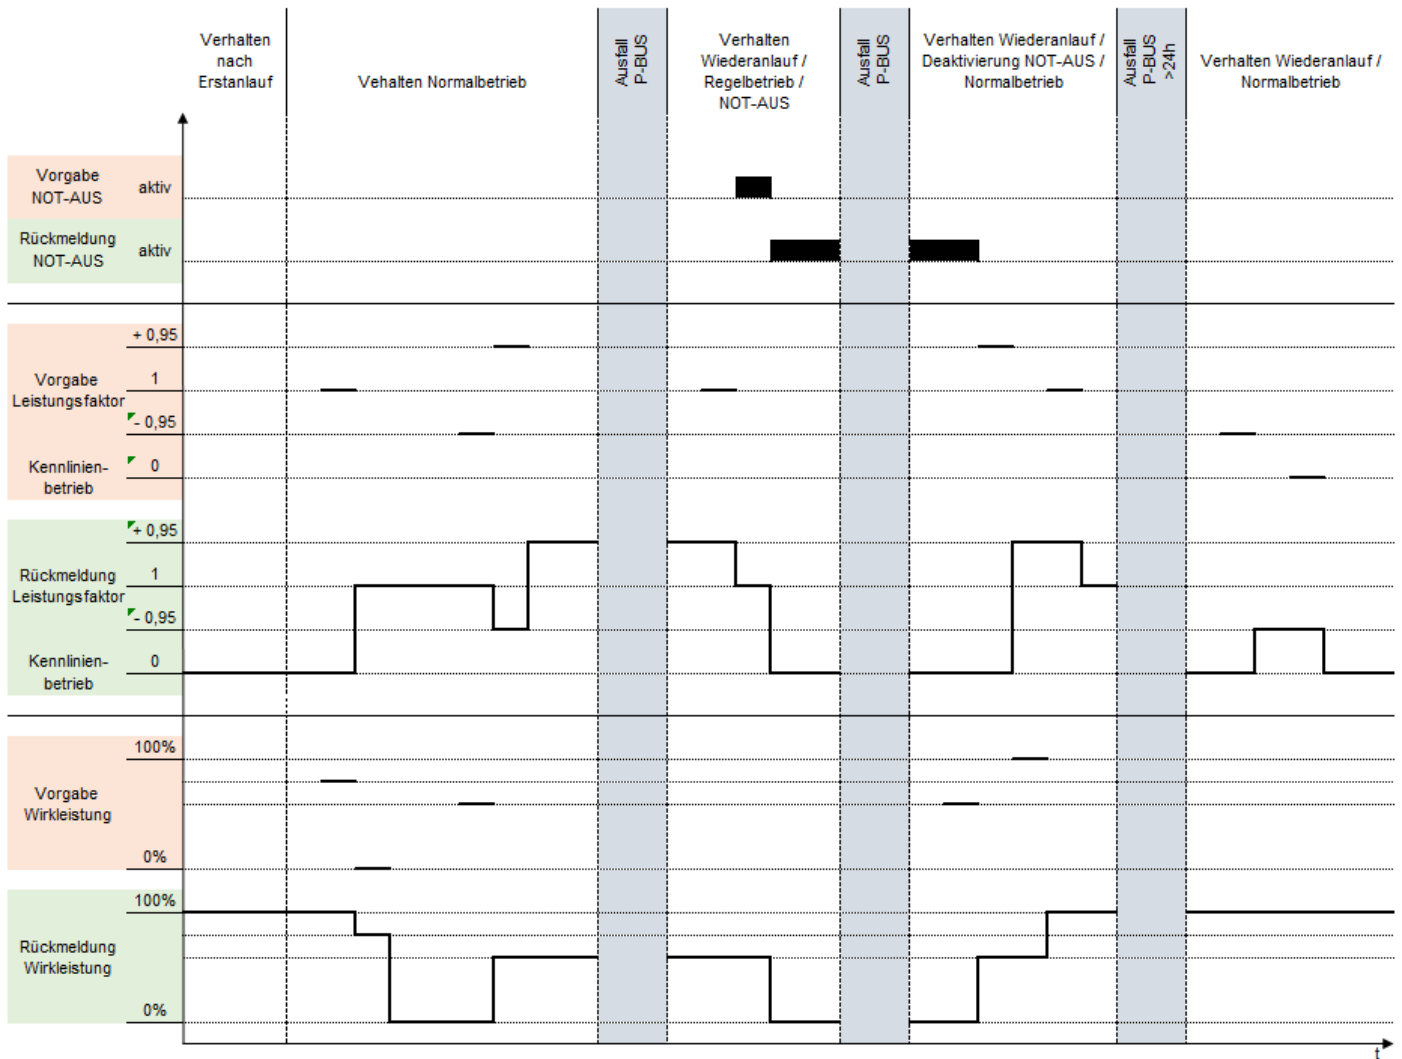 Verhalten
nach
Erstanlauf
Vehalten Normalbetrieb
Ausfall
P-BUS
Verhalten
Wiederanlauf /
Regelbetrieb /
NOT-AUS
Ausfall
P-BUS
Verhalten Wiederanlauf /
Deaktivierung NOT-AUS /
Normalbetrieb
Ausfall
P-BUS
>24h
Verhalten Wiederanlauf /
Normalbetrieb
Vorgabe
NOT-AUS
aktiv
Rückmeldung
NOT-AUS
aktiv
+ 0,95
Vorgabe
Leistungsfaktor
1
- 0,95
Kennlinien-
betrieb
0
+ 0,95
Rückmeldung
Leistungsfaktor
1
- 0,95
Kennlinien-
betrieb
0
100%
Vorgabe
Wirkleistung
0%
100%
Rückmeldung
Wirkleistung
0%
t